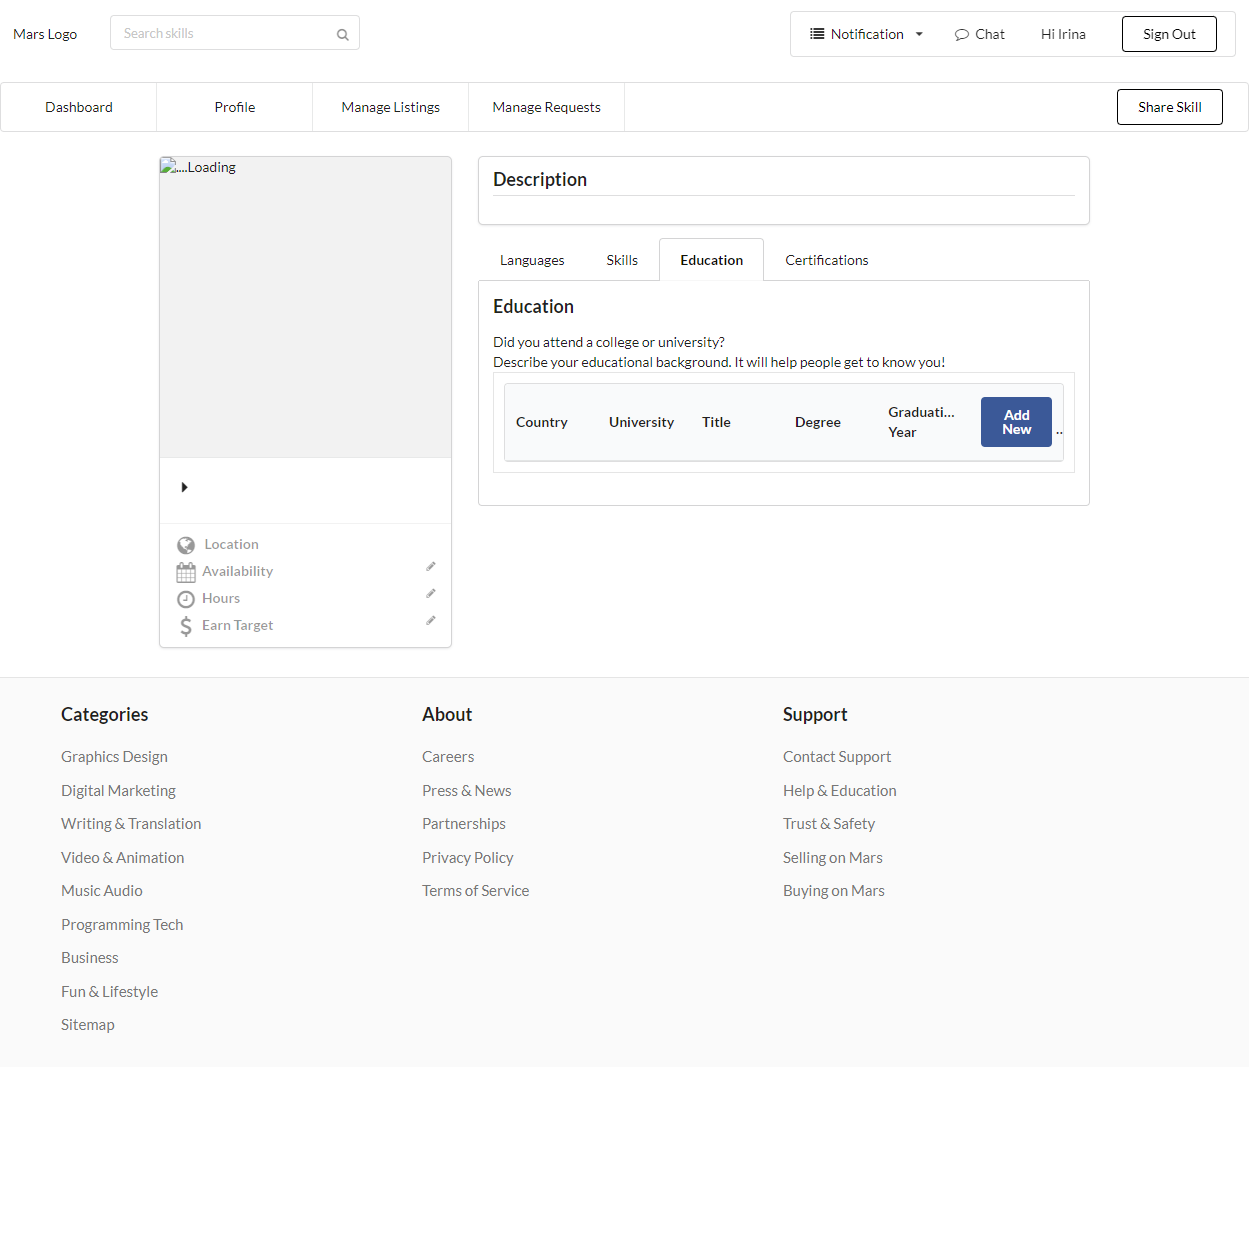 Mars Logo
Search skills
Notification
Chat
Hi Irina
Sign Out
Dashboard
Profile
Manage Listings
Manage Requests
Share Skill
....Loading
Description
Languages
Skills
Education
Certifications
Education
Did you attend a college or university?
Describe your educational background. It will help people get to know you!
Country
University
Title
Degree
Graduati...
Year
Add
New
..
Location
Availability
Hours
Earn Target
Categories
Graphics Design
Digital Marketing
Writing & Translation
Video & Animation
Music Audio
Programming Tech
Business
Fun & Lifestyle
Sitemap
About
Careers
Press & News
Partnerships
Privacy Policy
Terms of Service
Support
Contact Support
Help & Education
Trust & Safety
Selling on Mars
Buying on Mars